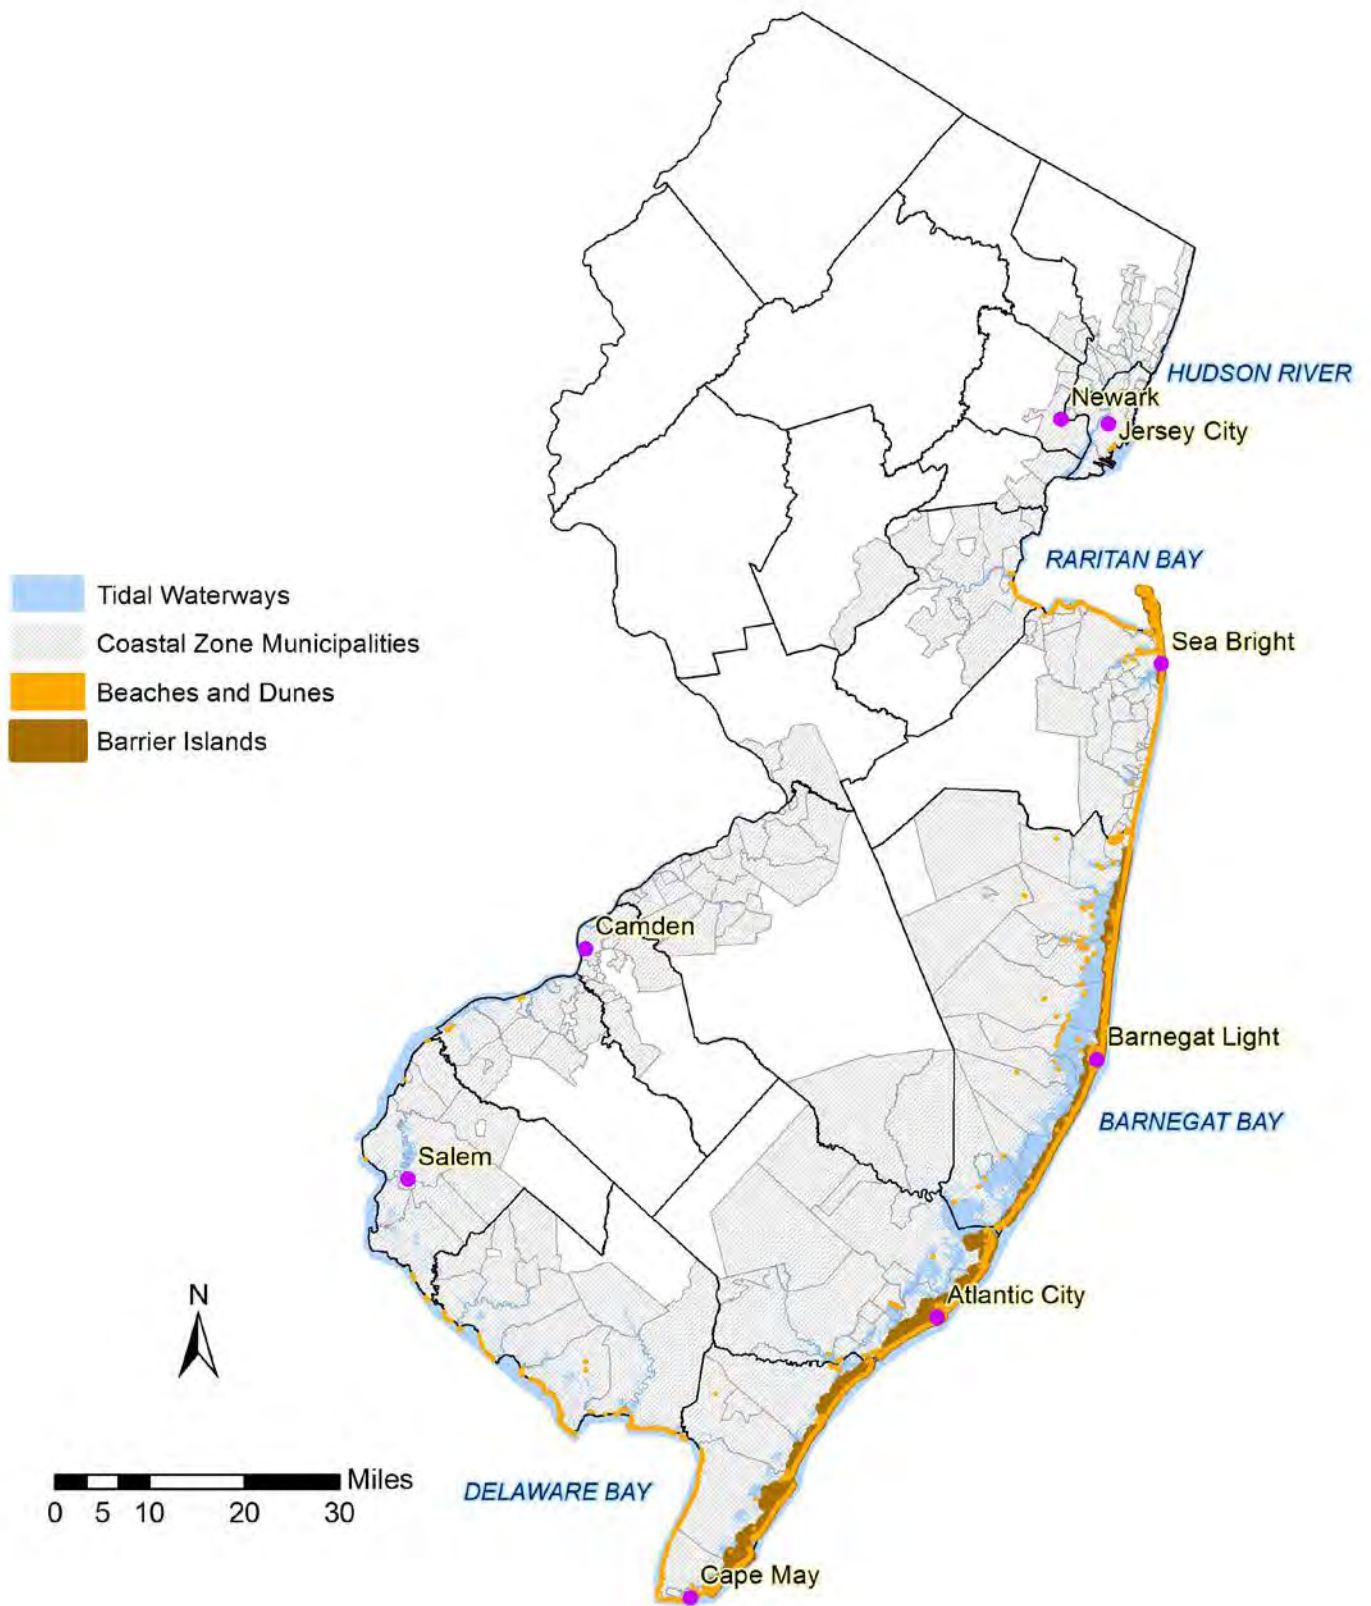 HUDSON RIVER
Newark
Jersey City
RARITAN BAY
Tidal Waterways
Coastal Zone Municipalities
Sea Bright
Beaches and Dunes
Barrier Islands
Camden
Barnegat Light
BARNEGAT BAY
Salem
N
Atlantic City
Miles
0 5 10 20 30
DELAWARE BAY
Cape May